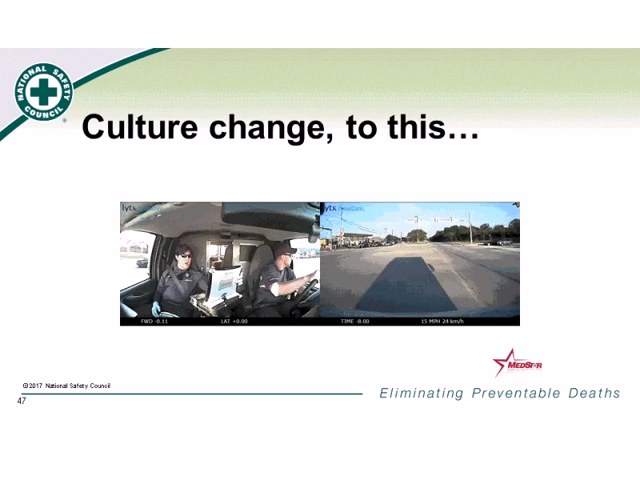 NATIONAL SAFETY
COUNCIL
®
Culture change, to this…
lytx
lytx
FWD -0.11 LAT +0.00 TIME -8.00 15 MPH 24 km/h
MEDSTAR
©2017 National Safety Council
Eliminating Preventable Deaths
47